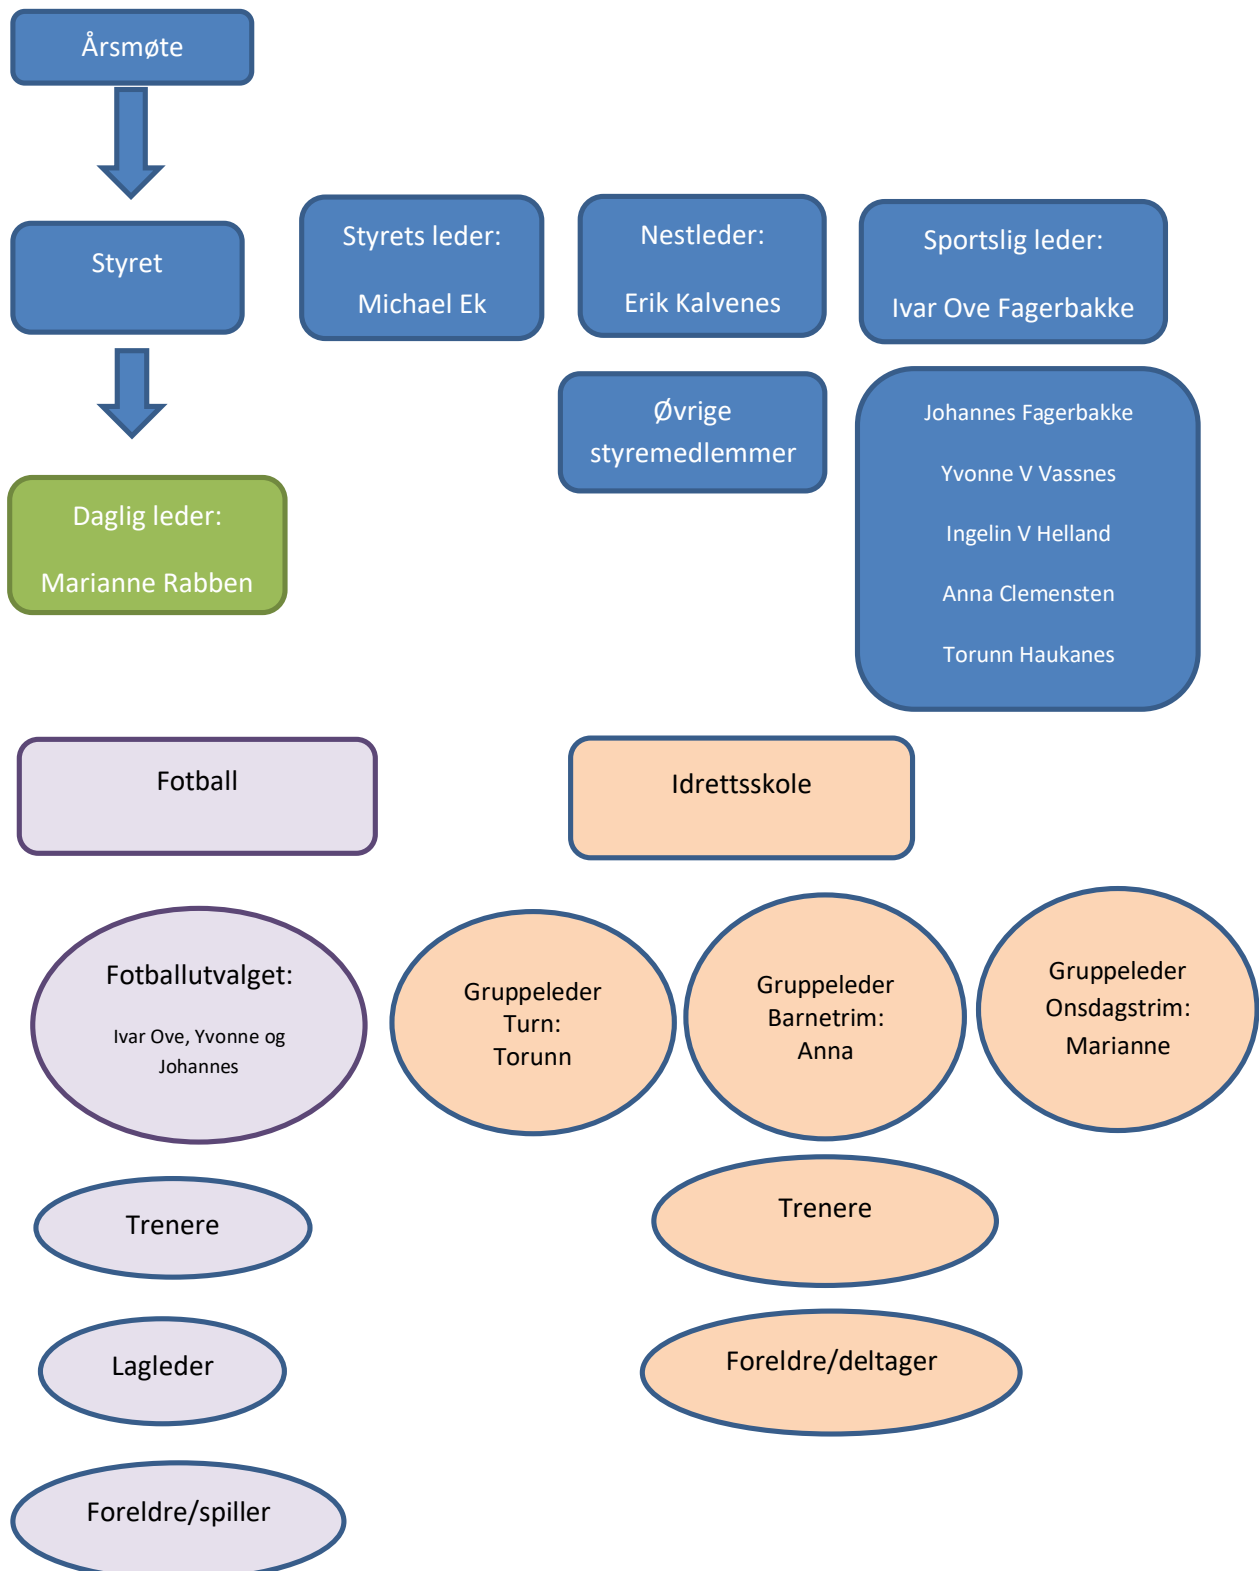 Årsmøte
Styret
Styrets leder:
Michael Ek
Nestleder:
Erik Kalvenes
Sportslig leder:
Ivar Ove Fagerbakke
Øvrige
styremedlemmer
Johannes Fagerbakke
Yvonne V Vassnes
Ingelin V Helland
Anna Clemensten
Torunn Haukanes
Daglig leder:
Marianne Rabben
Fotball
Idrettsskole
Fotballutvalget:
Ivar Ove, Yvonne og
Johannes
Gruppeleder
Turn:
Torunn
Gruppeleder
Barnetrim:
Anna
Gruppeleder
Onsdagstrim:
Marianne
Trenere
Trenere
Lagleder
Foreldre/deltager
Foreldre/spiller